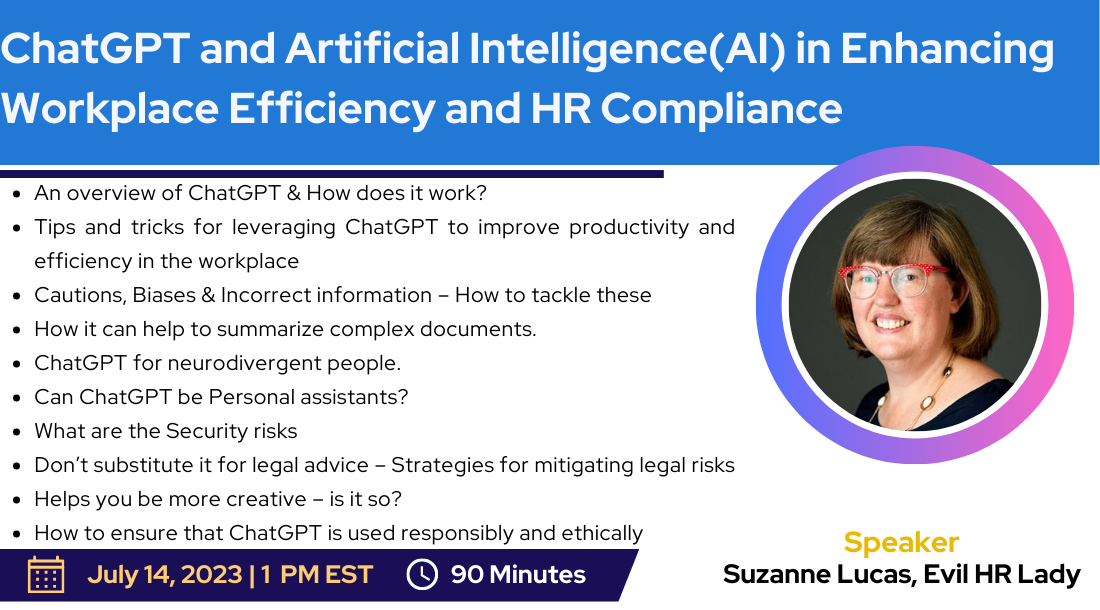 ChatGPT and Artificial Intelligence(AI) in Enhancing
Workplace Efficiency and HR Compliance
• An overview of ChatGPT & How does it work?
• Tips and tricks for leveraging ChatGPT to improve productivity and
efficiency in the workplace
• Cautions, Biases & Incorrect information – How to tackle these
• How it can help to summarize complex documents.
• ChatGPT for neurodivergent people.
• Can ChatGPT be Personal assistants?
• What are the Security risks
• Don’t substitute it for legal advice – Strategies for mitigating legal risks
• Helps you be more creative – is it so?
• How to ensure that ChatGPT is used responsibly and ethically
July 14, 2023 | 1 PM EST
90 Minutes
Speaker
Suzanne Lucas, Evil HR Lady